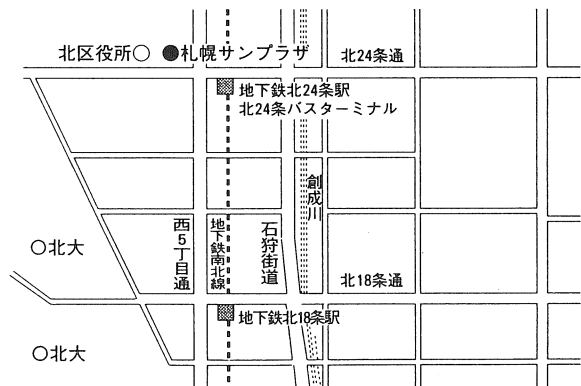 北区役所○ ●札幌サンプラザ
北24条通
地下鉄北24条駅
北24条バスターミナル
創成川
西5丁目通
地下鉄南北線
石狩街道
○北大
北18条通
地下鉄北18条駅
○北大